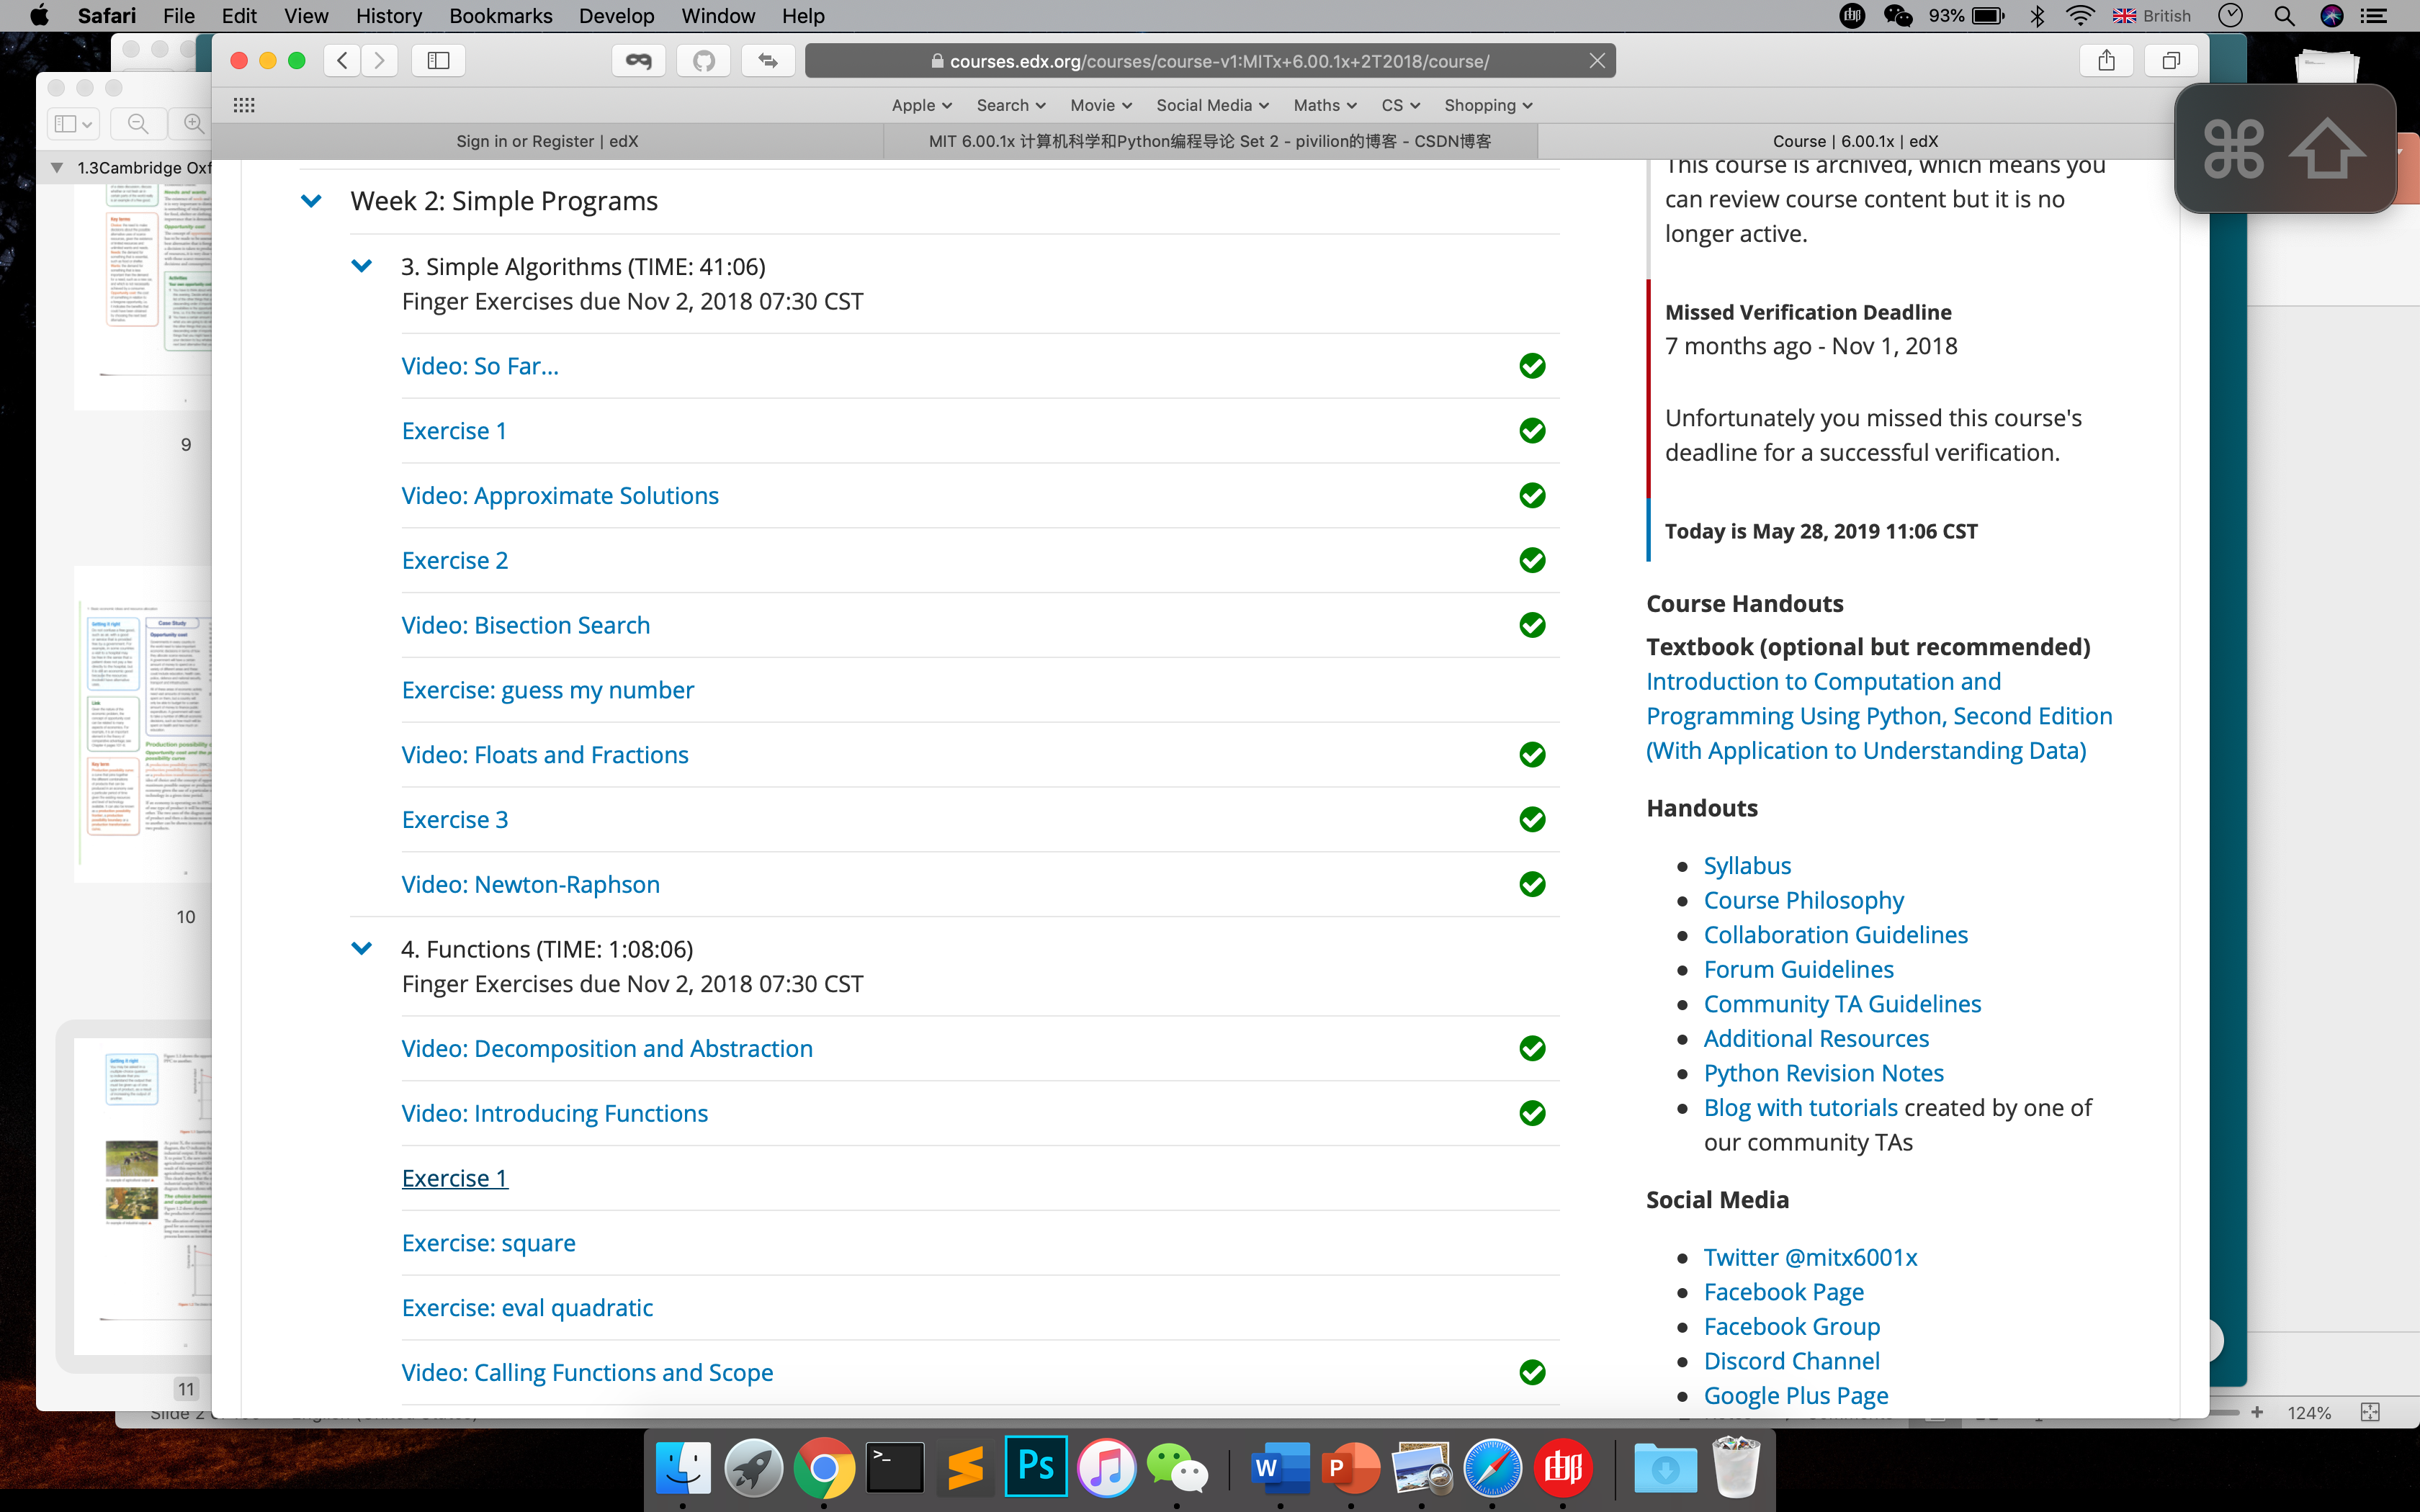 Safari File Edit View History Bookmarks Develop Window Help
93% British
courses.edx.org/courses/course-v1:MITx+6.00.1x+2T2018/course/
Apple Search Movie Social Media Maths CS Shopping
Sign in or Register | edX
MIT 6.00.1x 计算机科学和Python编程导论 Set 2 - pivilion的博客 - CSDN博客
Course | 6.00.1x | edX
⌘ ⇧
1.3Cambridge Oxf
9
10
11
Week 2: Simple Programs
3. Simple Algorithms (TIME: 41:06)
Finger Exercises due Nov 2, 2018 07:30 CST
Video: So Far...
Exercise 1
Video: Approximate Solutions
Exercise 2
Video: Bisection Search
Exercise: guess my number
Video: Floats and Fractions
Exercise 3
Video: Newton-Raphson
4. Functions (TIME: 1:08:06)
Finger Exercises due Nov 2, 2018 07:30 CST
Video: Decomposition and Abstraction
Video: Introducing Functions
Exercise 1
Exercise: square
Exercise: eval quadratic
Video: Calling Functions and Scope
This course is archived, which means you
can review course content but it is no
longer active.
Missed Verification Deadline
7 months ago - Nov 1, 2018
Unfortunately you missed this course's
deadline for a successful verification.
Today is May 28, 2019 11:06 CST
Course Handouts
Textbook (optional but recommended)
Introduction to Computation and
Programming Using Python, Second Edition
(With Application to Understanding Data)
Handouts
Syllabus
Course Philosophy
Collaboration Guidelines
Forum Guidelines
Community TA Guidelines
Additional Resources
Python Revision Notes
Blog with tutorials created by one of
our community TAs
Social Media
Twitter @mitx6001x
Facebook Page
Facebook Group
Discord Channel
Google Plus Page
124%
Ps
W
P